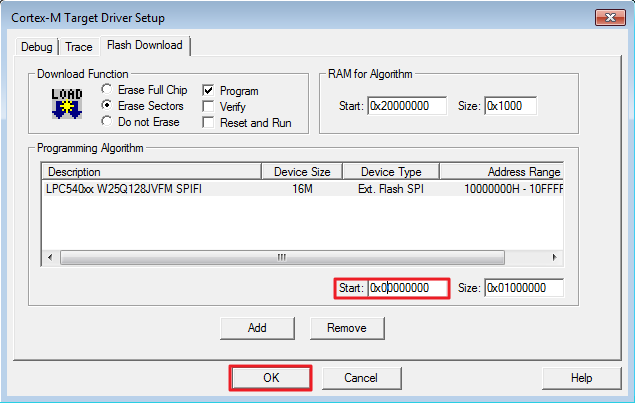 Cortex-M Target Driver Setup
Debug Trace Flash Download
Download Function
LOAD
Erase Full Chip
Erase Sectors
Do not Erase
Program
Verify
Reset and Run
RAM for Algorithm
Start: 0x20000000 Size: 0x1000
Programming Algorithm
Description Device Size Device Type Address Range
LPC540xx W25Q128JVFM SPIFI 16M Ext. Flash SPI 10000000H - 10FFFF
Start: 0x00000000 Size: 0x01000000
Add Remove
OK Cancel Help